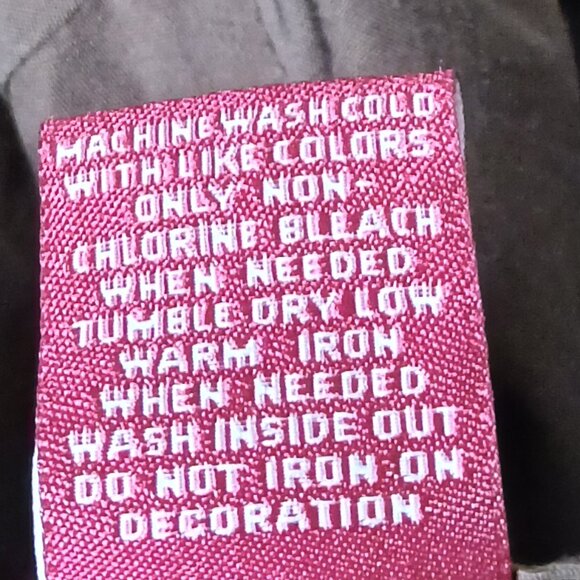 MACHINE WASH COLD
WITH LIKE COLORS
ONLY NON-
CHLORINE BLEACH
WHEN NEEDED
TUMBLE DRY LOW
WARM IRON
WHEN NEEDED
WASH INSIDE OUT
DO NOT IRON ON
DECORATION